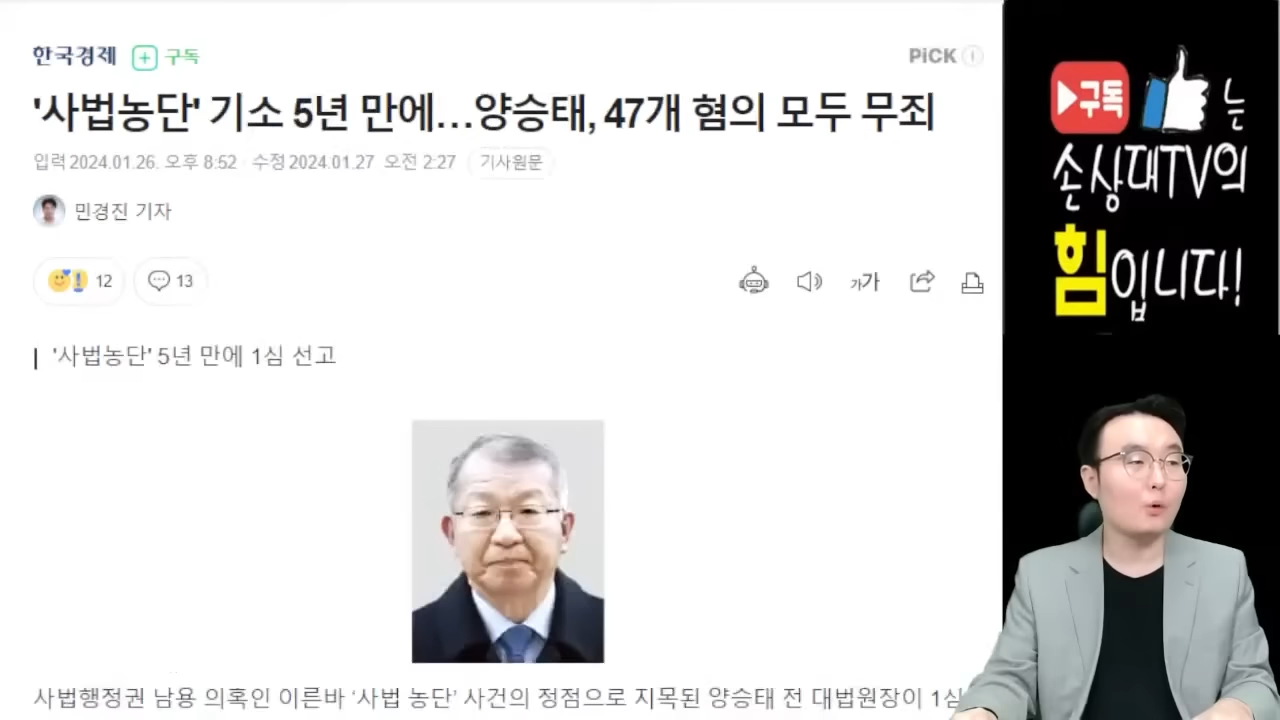 한국경제 구독
PiCK
'사법농단' 기소 5년 만에…양승태, 47개 혐의 모두 무죄
입력 2024.01.26. 오후 8:52 수정 2024.01.27 오전 2:27 기사원문
민경진 기자
12 13
가가
'사법농단' 5년 만에 1심 선고
사법행정권 남용 의혹인 이른바 ‘사법 농단’ 사건의 정점으로 지목된 양승태 전 대법원장이 1심
구독 는
손상대TV의
힘입니다!